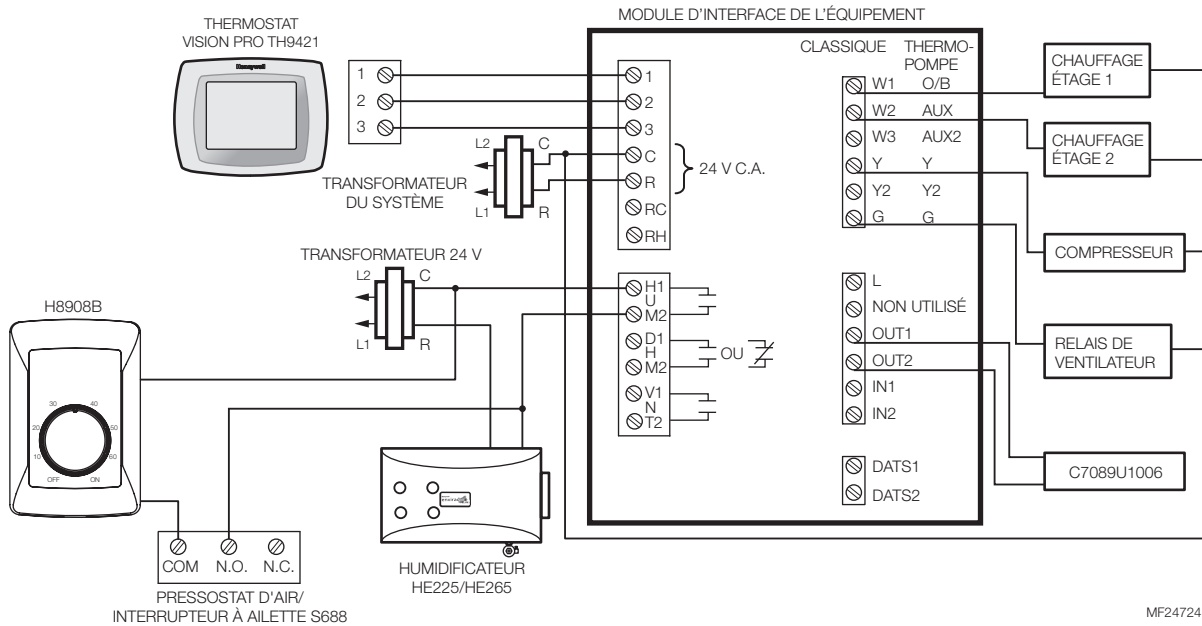 MODULE D'INTERFACE DE L'ÉQUIPEMENT
THERMOSTAT
VISION PRO TH9421
Honeywell
1
2
3
1
2
3
C
R
RC
RH
24 V C.A.
L2
C
L1
R
TRANSFORMATEUR
DU SYSTÈME
CLASSIQUE
THERMO-
POMPE
W1 O/B
W2 AUX
W3 AUX2
Y Y
Y2 Y2
G G
CHAUFFAGE
ÉTAGE 1
CHAUFFAGE
ÉTAGE 2
COMPRESSEUR
RELAIS DE
VENTILATEUR
C7089U1006
TRANSFORMATEUR 24 V
L2
C
L1
R
H1
U
M2
D1
H
M2
OU
V1
N
T2
L
NON UTILISÉ
OUT1
OUT2
IN1
IN2
DATS1
DATS2
H8908B
30
40
20
50
10
60
OFF
ON
COM N.O. N.C.
PRESSOSTAT D'AIR/
INTERRUPTEUR À AILETTE S688
HUMIDIFICATEUR
HE225/HE265
MF24724